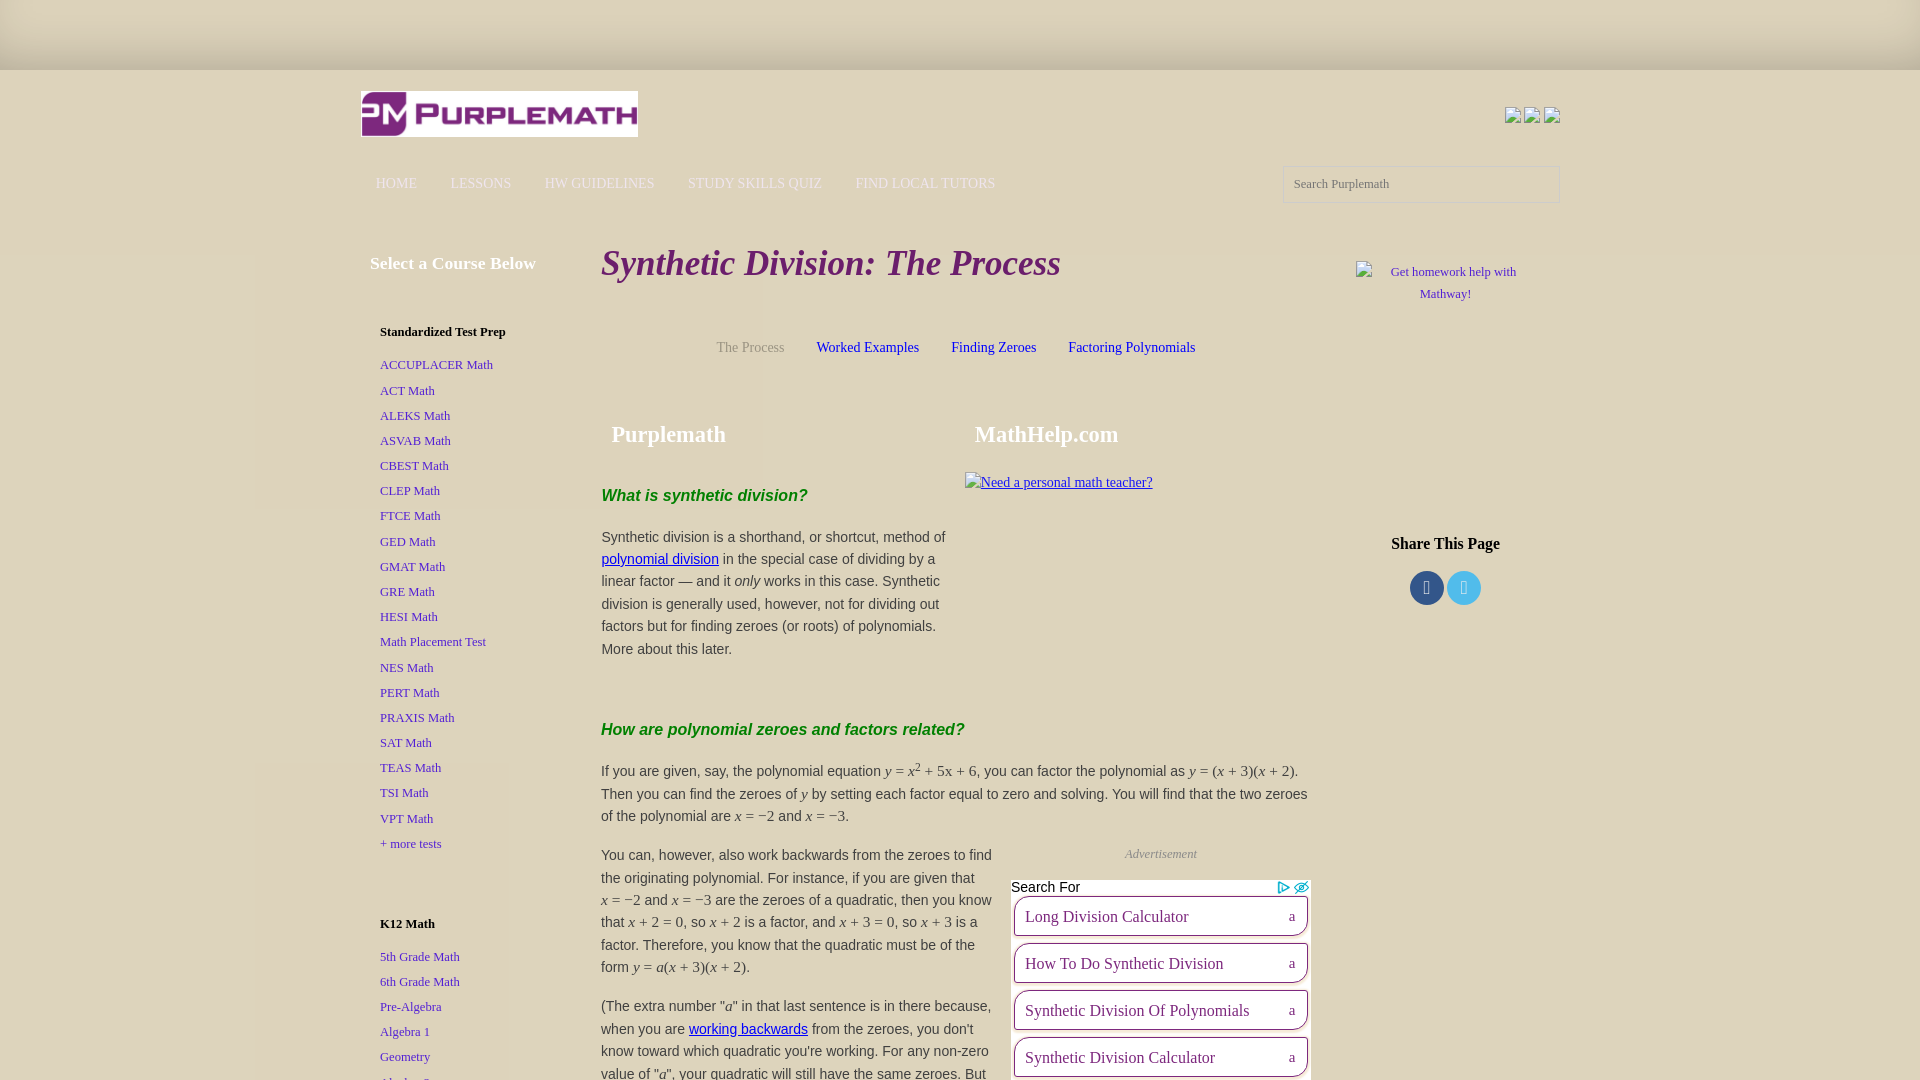 PM PURPLEMATH
HOME LESSONS HW GUIDELINES STUDY SKILLS QUIZ FIND LOCAL TUTORS
Search Purplemath
Select a Course Below
Standardized Test Prep
ACCUPLACER Math
ACT Math
ALEKS Math
ASVAB Math
CBEST Math
CLEP Math
FTCE Math
GED Math
GMAT Math
GRE Math
HESI Math
Math Placement Test
NES Math
PERT Math
PRAXIS Math
SAT Math
TEAS Math
TSI Math
VPT Math
+ more tests
K12 Math
5th Grade Math
6th Grade Math
Pre-Algebra
Algebra 1
Geometry
Synthetic Division: The Process
The Process Worked Examples Finding Zeroes Factoring Polynomials
Purplemath
What is synthetic division?
Synthetic division is a shorthand, or shortcut, method of
polynomial division in the special case of dividing by a
linear factor — and it only works in this case. Synthetic
division is generally used, however, not for dividing out
factors but for finding zeroes (or roots) of polynomials.
More about this later.
MathHelp.com
Need a personal math teacher?
How are polynomial zeroes and factors related?
If you are given, say, the polynomial equation y = x² + 5x + 6, you can factor the polynomial as y = (x + 3)(x + 2).
Then you can find the zeroes of y by setting each factor equal to zero and solving. You will find that the two zeroes
of the polynomial are x = −2 and x = −3.
You can, however, also work backwards from the zeroes to find
the originating polynomial. For instance, if you are given that
x = −2 and x = −3 are the zeroes of a quadratic, then you know
that x + 2 = 0, so x + 2 is a factor, and x + 3 = 0, so x + 3 is a
factor. Therefore, you know that the quadratic must be of the
form y = a(x + 3)(x + 2).
(The extra number "a" in that last sentence is in there because,
when you are working backwards from the zeroes, you don't
know toward which quadratic you're working. For any non-zero
value of "a", your quadratic will still have the same zeroes. But
Advertisement
Search For
Long Division Calculator a
How To Do Synthetic Division a
Synthetic Division Of Polynomials a
Synthetic Division Calculator a
Get homework help with
Mathway!
Share This Page